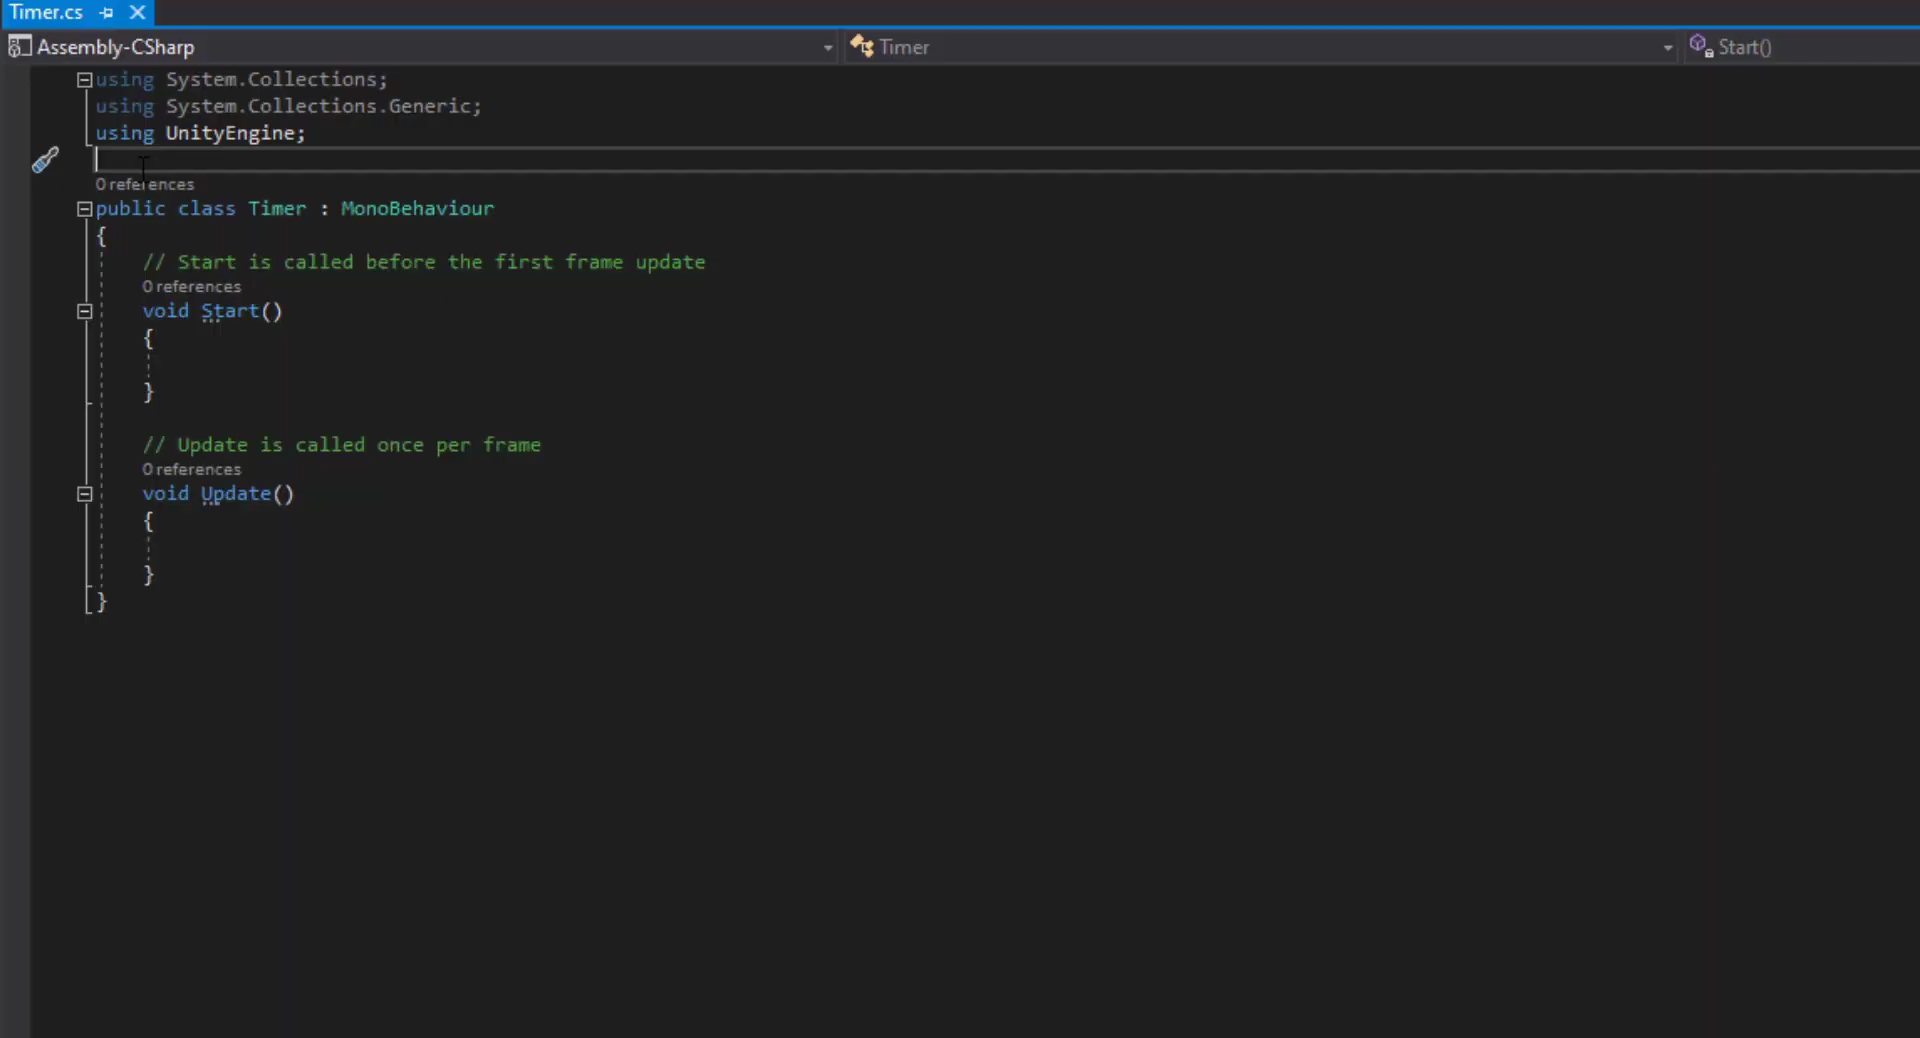 Timer.cs
Assembly-CSharp
Timer
Start()
using System.Collections;
using System.Collections.Generic;
using UnityEngine;
0 references
public class Timer : MonoBehaviour
{
// Start is called before the first frame update
0 references
void Start()
{
}
// Update is called once per frame
0 references
void Update()
{
}
}